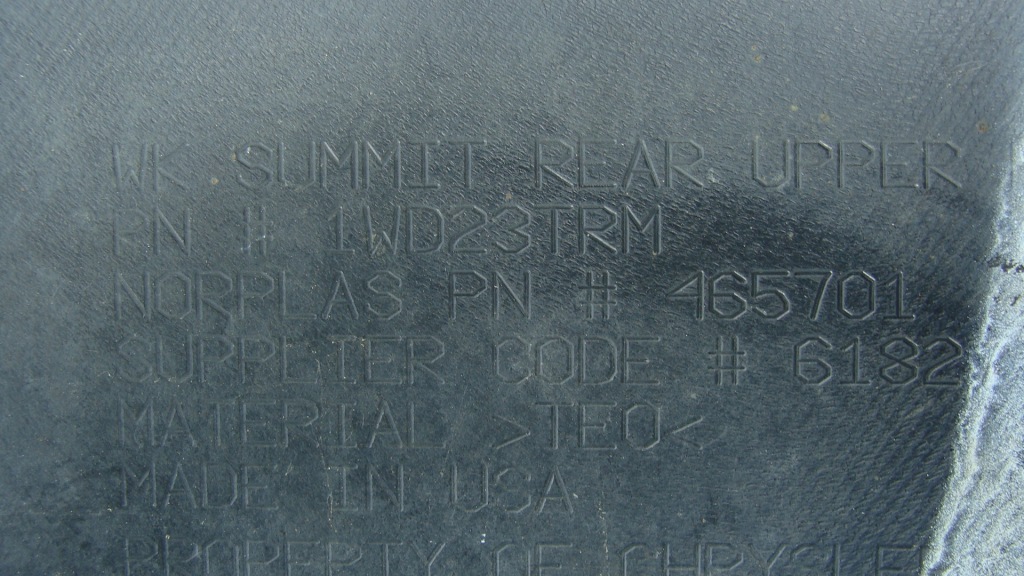 WK SUMMIT REAR UPPER
PN # 1WD23TRM
NORPLAS PN # 465701
SUPPLIER CODE # 6182
MATERIAL >TEO<
MADE IN USA
PROPERTY OF CHRYSLER